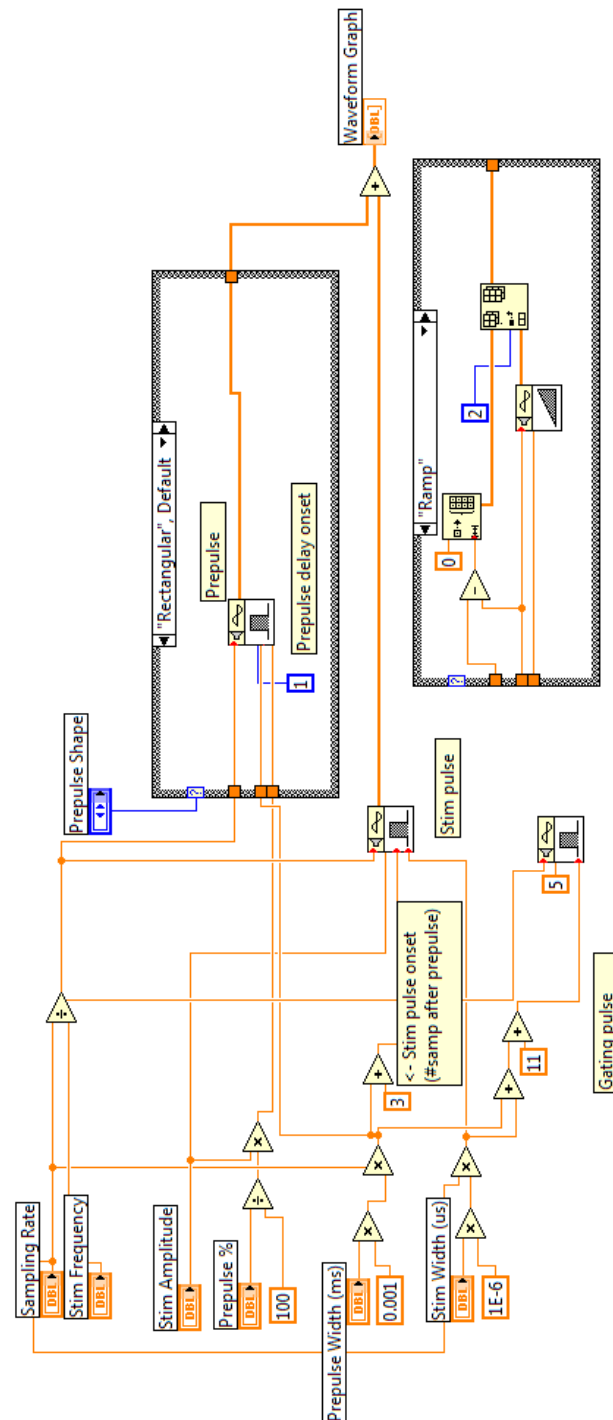 Sampling Rate
DBL
Stim Frequency
DBL
Stim Amplitude
DBL
Prepulse %
DBL
100
Prepulse Width (ms)
DBL
0.001
Stim Width (us)
DBL
1E-6
3
<- Stim pulse onset
(#samp after prepulse)
11
Gating pulse
5
Stim pulse
Prepulse Shape
?
"Rectangular", Default
Prepulse
Prepulse delay onset
1
Waveform Graph
DBL]
?
"Ramp"
0
2